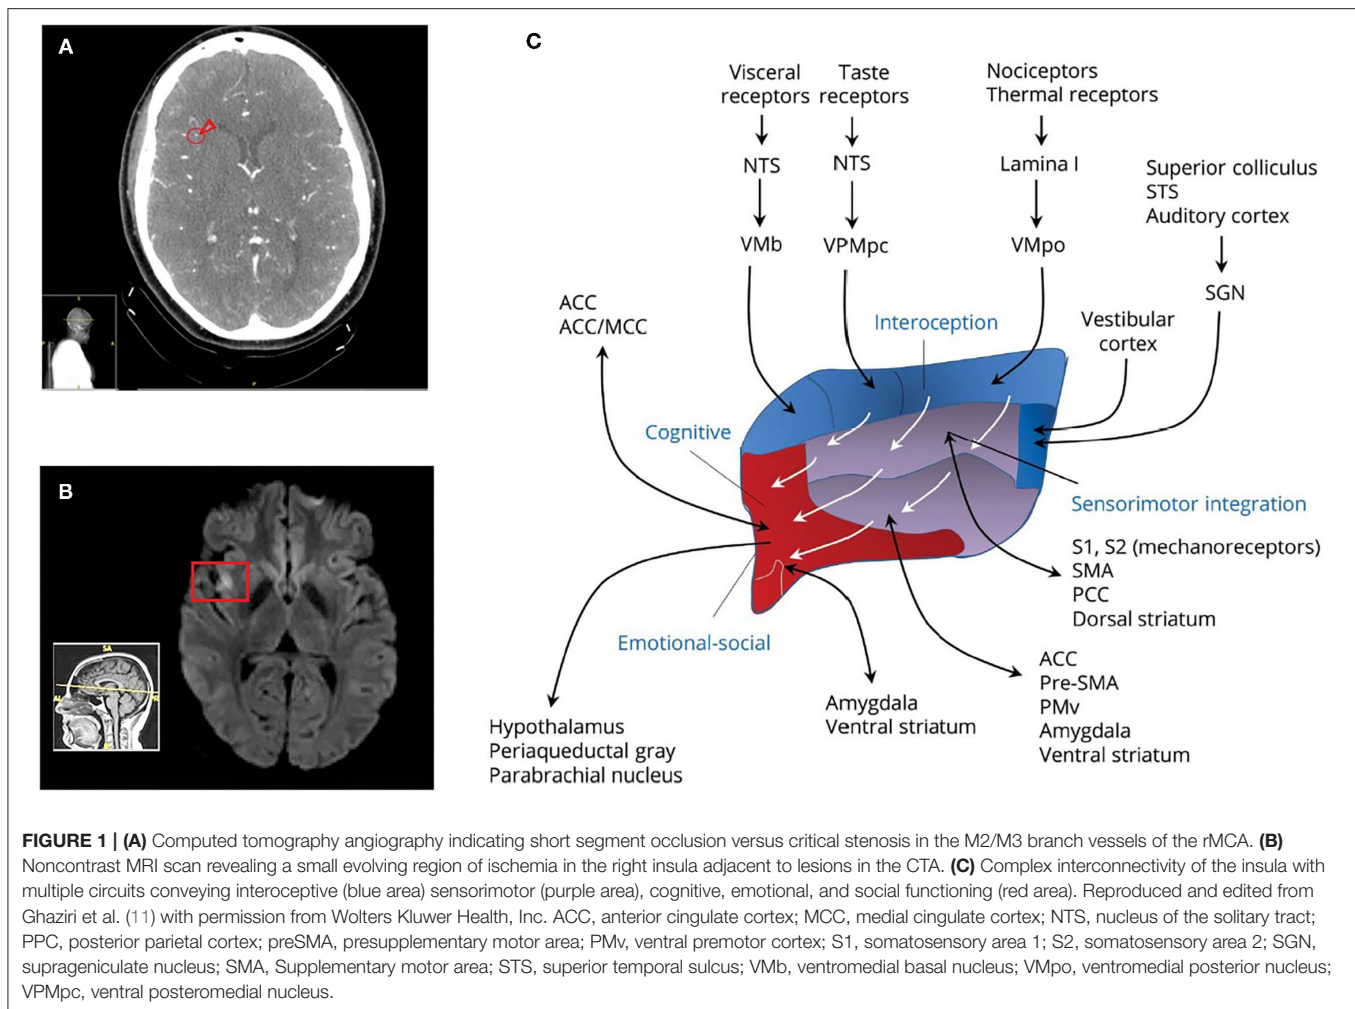 A
B
C
Visceral
receptors
Taste
receptors
Nociceptors
Thermal receptors
NTS
NTS
Lamina I
Superior colliculus
STS
Auditory cortex
VMb
VPMpc
VMpo
SGN
ACC
ACC/MCC
Interoception
Vestibular
cortex
Cognitive
Sensorimotor integration
S1, S2 (mechanoreceptors)
SMA
PCC
Dorsal striatum
Emotional-social
ACC
Pre-SMA
PMv
Amygdala
Ventral striatum
Amygdala
Ventral striatum
Hypothalamus
Periaqueductal gray
Parabrachial nucleus
SA
AL
FIGURE 1 | (A) Computed tomography angiography indicating short segment occlusion versus critical stenosis in the M2/M3 branch vessels of the rMCA. (B)
Noncontrast MRI scan revealing a small evolving region of ischemia in the right insula adjacent to lesions in the CTA. (C) Complex interconnectivity of the insula with
multiple circuits conveying interoceptive (blue area) sensorimotor (purple area), cognitive, emotional, and social functioning (red area). Reproduced and edited from
Ghaziri et al. (11) with permission from Wolters Kluwer Health, Inc. ACC, anterior cingulate cortex; MCC, medial cingulate cortex; NTS, nucleus of the solitary tract;
PPC, posterior parietal cortex; preSMA, presupplementary motor area; PMv, ventral premotor cortex; S1, somatosensory area 1; S2, somatosensory area 2; SGN,
suprageniculate nucleus; SMA, Supplementary motor area; STS, superior temporal sulcus; VMb, ventromedial basal nucleus; VMpo, ventromedial posterior nucleus;
VPMpc, ventral posteromedial nucleus.